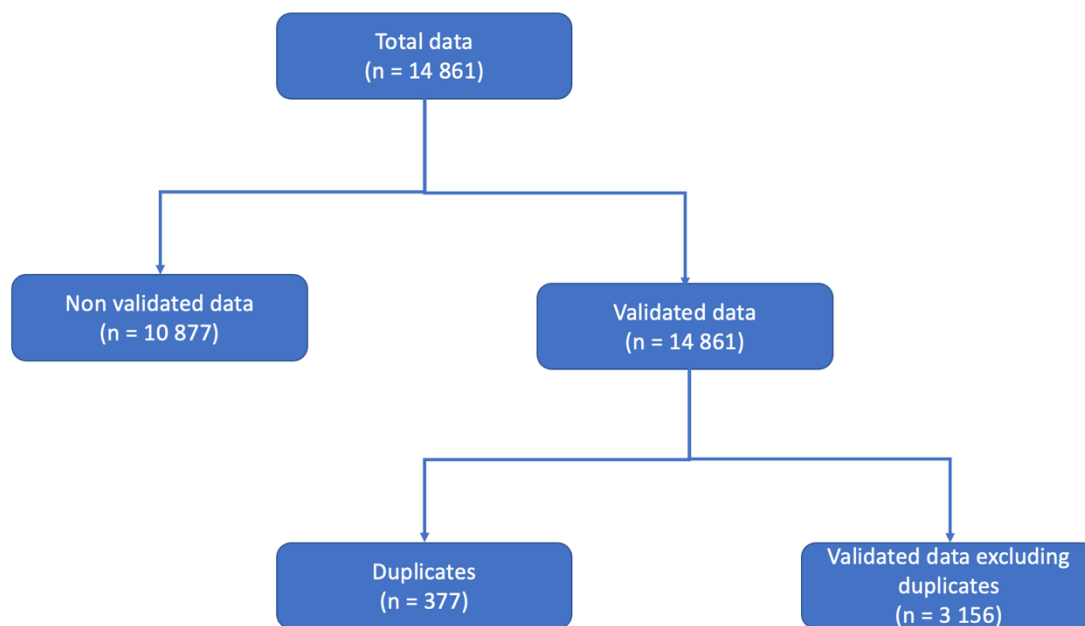 Total data
(n = 14 861)
Non validated data
(n = 10 877)
Validated data
(n = 14 861)
Duplicates
(n = 377)
Validated data excluding
duplicates
(n = 3 156)